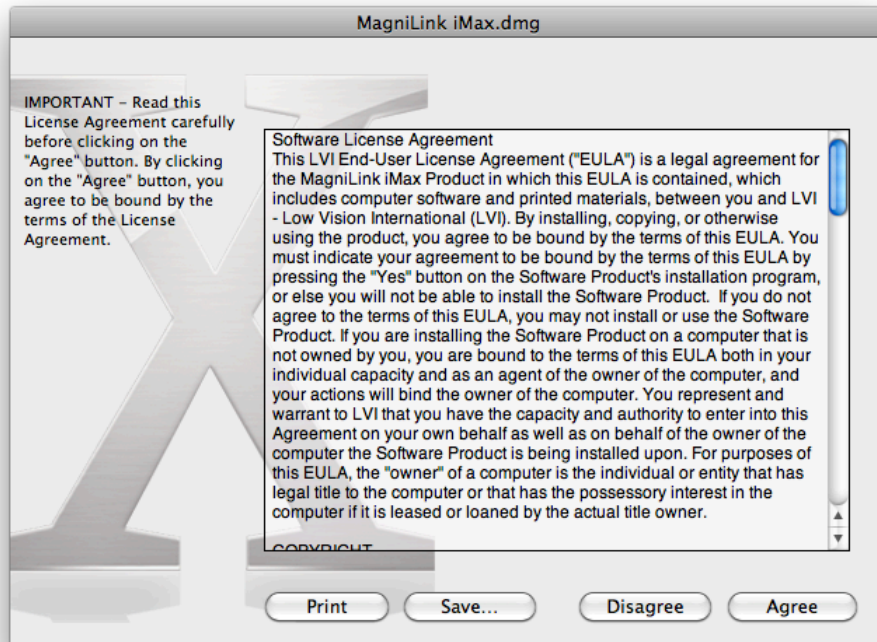 MagniLink iMax.dmg
IMPORTANT – Read this
License Agreement carefully
before clicking on the
"Agree" button. By clicking
on the "Agree" button, you
agree to be bound by the
terms of the License
Agreement.
Software License Agreement
This LVI End-User License Agreement ("EULA") is a legal agreement for
the MagniLink iMax Product in which this EULA is contained, which
includes computer software and printed materials, between you and LVI
- Low Vision International (LVI). By installing, copying, or otherwise
using the product, you agree to be bound by the terms of this EULA. You
must indicate your agreement to be bound by the terms of this EULA by
pressing the "Yes" button on the Software Product's installation program,
or else you will not be able to install the Software Product.  If you do not
agree to the terms of this EULA, you may not install or use the Software
Product. If you are installing the Software Product on a computer that is
not owned by you, you are bound to the terms of this EULA both in your
individual capacity and as an agent of the owner of the computer, and
your actions will bind the owner of the computer. You represent and
warrant to LVI that you have the capacity and authority to enter into this
Agreement on your own behalf as well as on behalf of the owner of the
computer the Software Product is being installed upon. For purposes of
this EULA, the "owner" of a computer is the individual or entity that has
legal title to the computer or that has the possessory interest in the
computer if it is leased or loaned by the actual title owner.
COPYRIGHT
Print
Save...
Disagree
Agree